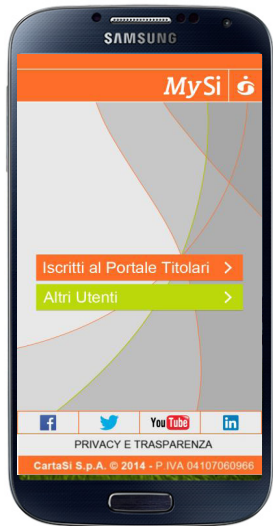 SAMSUNG
MySi
Iscritti al Portale Titolari
Altri Utenti
You Tube
in
PRIVACY E TRASPARENZA
CartaSi S.p.A. © 2014 - P.IVA 04107060966